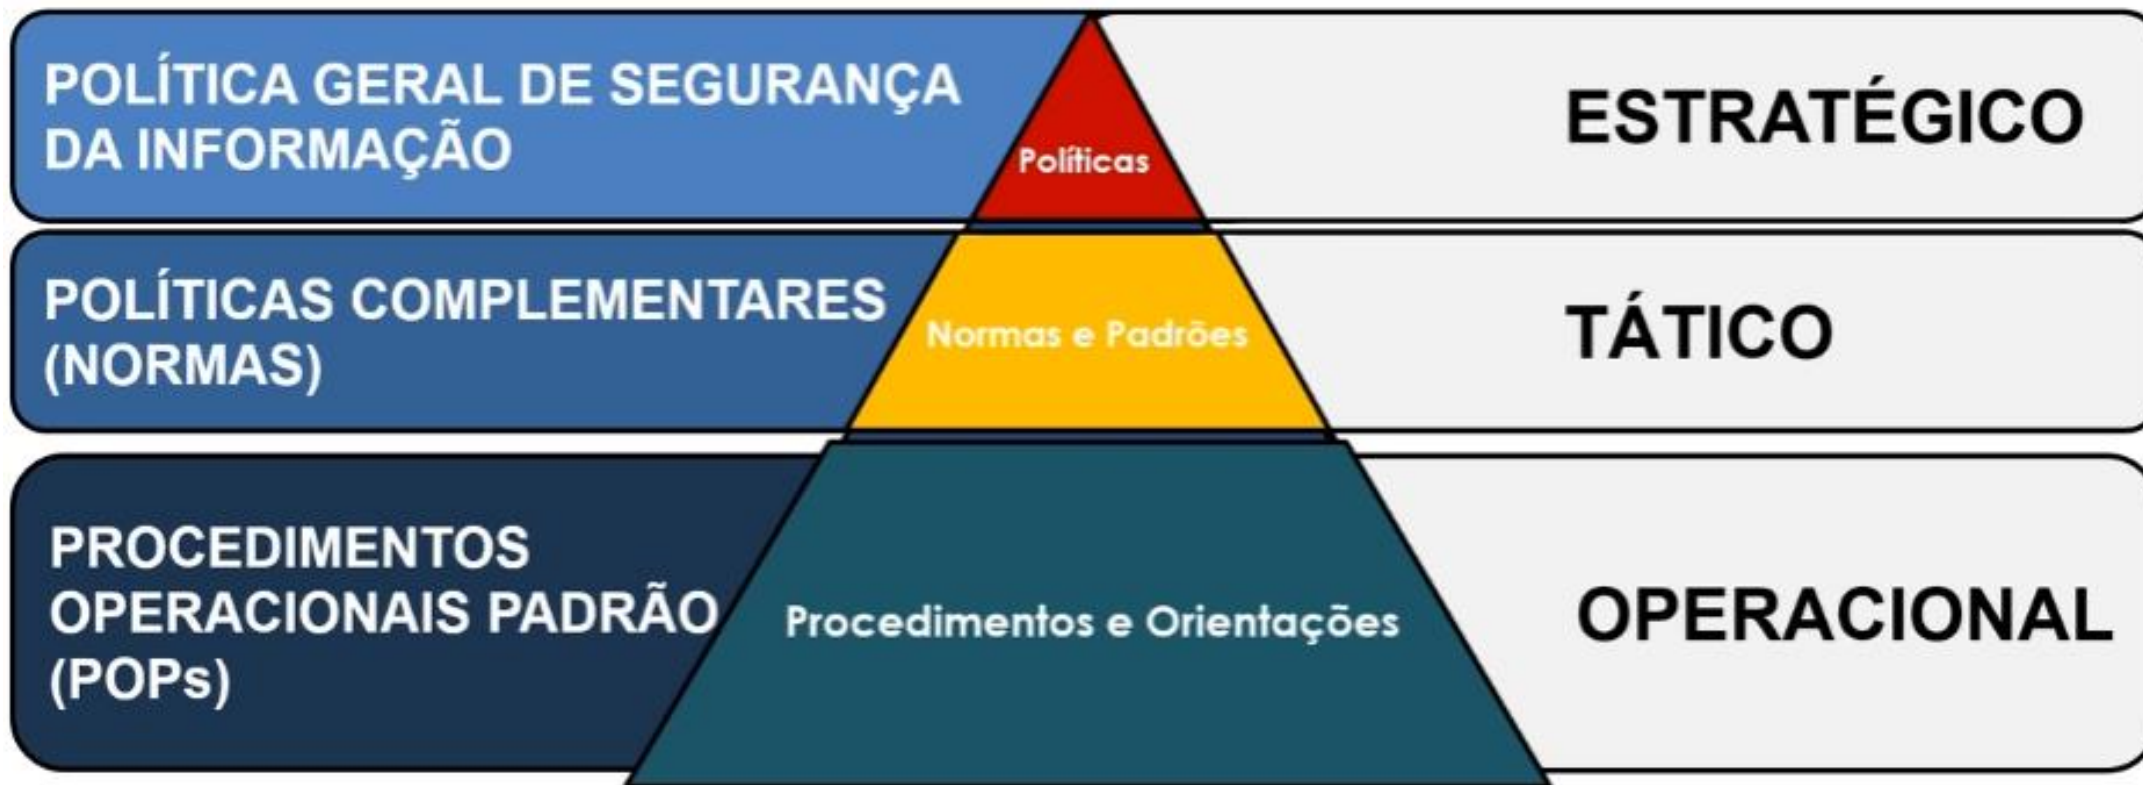 POLÍTICA GERAL DE SEGURANÇA
DA INFORMAÇÃO
Políticas
ESTRATÉGICO
POLÍTICAS COMPLEMENTARES
(NORMAS)
Normas e Padrões
TÁTICO
PROCEDIMENTOS
OPERACIONAIS PADRÃO
(POPs)
Procedimentos e Orientações
OPERACIONAL